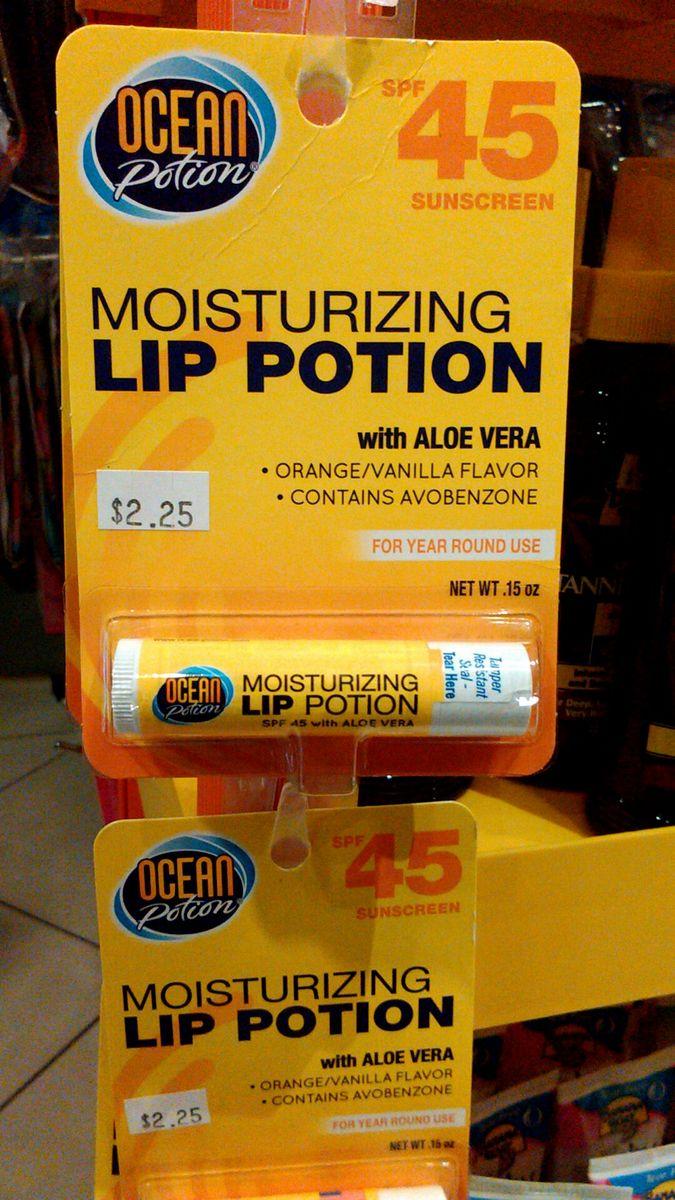 OCEAN
Potion®
SPF 45
SUNSCREEN
MOISTURIZING
LIP POTION
with ALOE VERA
• ORANGE/VANILLA FLAVOR
• CONTAINS AVOBENZONE
$2.25
FOR YEAR ROUND USE
NET WT .15 oz
OCEAN
Potion
MOISTURIZING
LIP POTION
SPF 45 with ALOE VERA
Tamper
Resistant
Seal -
Tear Here
OCEAN
Potion
SPF 45
SUNSCREEN
MOISTURIZING
LIP POTION
with ALOE VERA
• ORANGE/VANILLA FLAVOR
• CONTAINS AVOBENZONE
$2.25
FOR YEAR ROUND USE
NET WT .15 oz